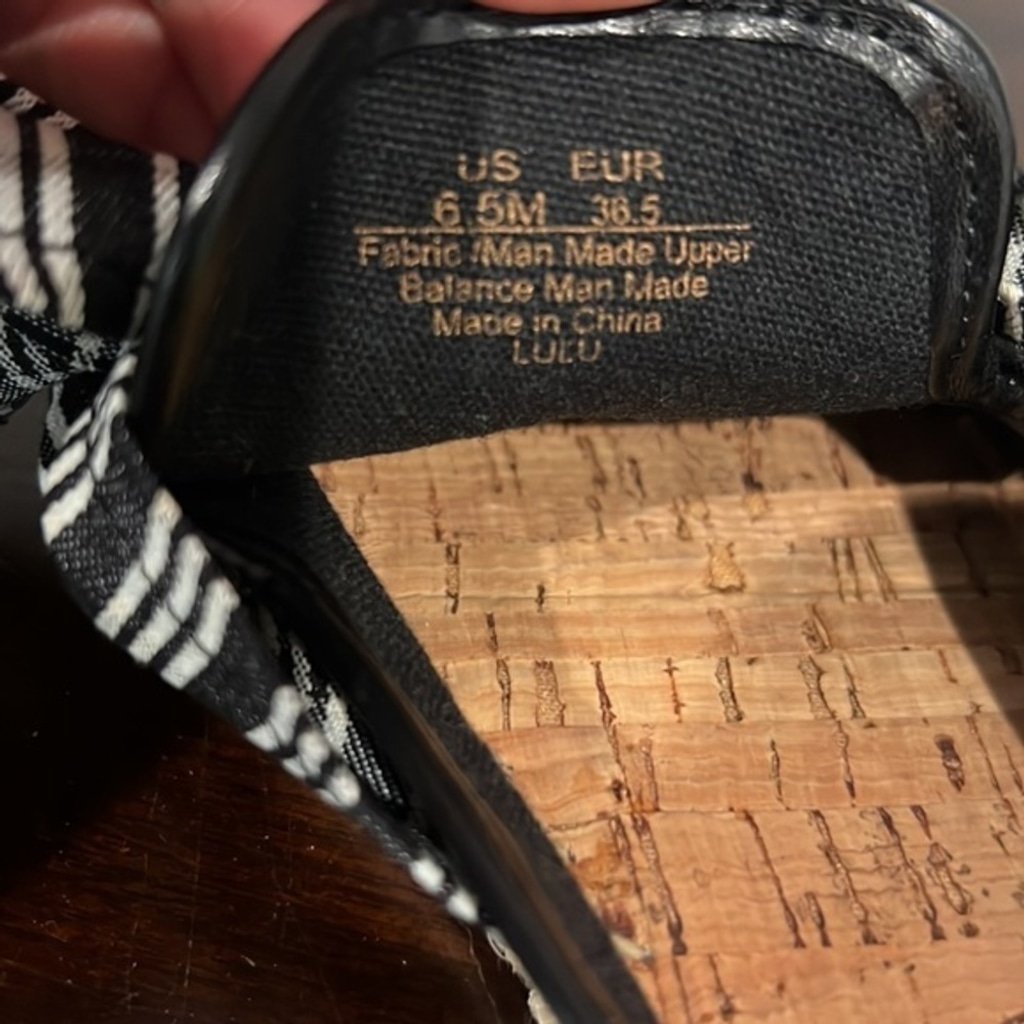 US EUR
6.5M 36.5
Fabric /Man Made Upper
Balance Man Made
Made in China
LULU